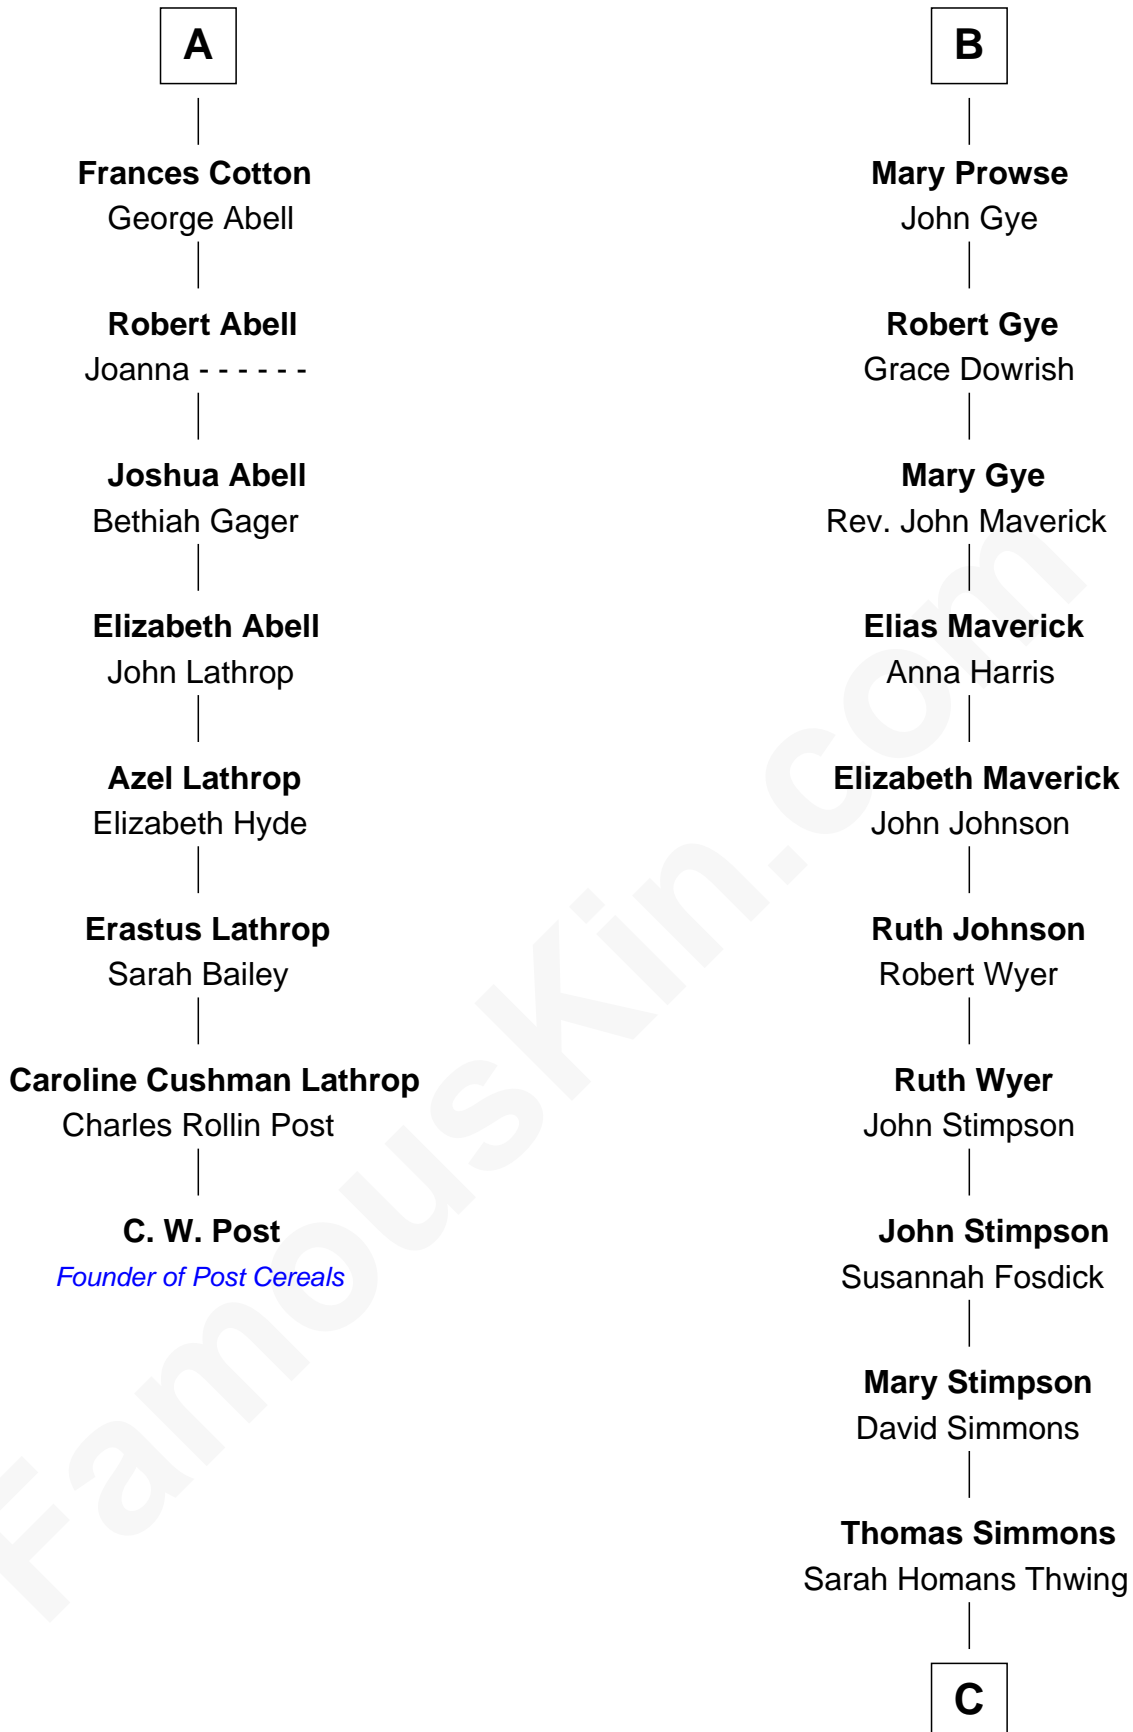 A
Frances Cotton
George Abell
Robert Abell
Joanna - - - - - -
Joshua Abell
Bethiah Gager
Elizabeth Abell
John Lathrop
Azel Lathrop
Elizabeth Hyde
Erastus Lathrop
Sarah Bailey
Caroline Cushman Lathrop
Charles Rollin Post
C. W. Post
Founder of Post Cereals
B
Mary Prowse
John Gye
Robert Gye
Grace Dowrish
Mary Gye
Rev. John Maverick
Elias Maverick
Anna Harris
Elizabeth Maverick
John Johnson
Ruth Johnson
Robert Wyer
Ruth Wyer
John Stimpson
John Stimpson
Susannah Fosdick
Mary Stimpson
David Simmons
Thomas Simmons
Sarah Homans Thwing
C
FamousKin.com